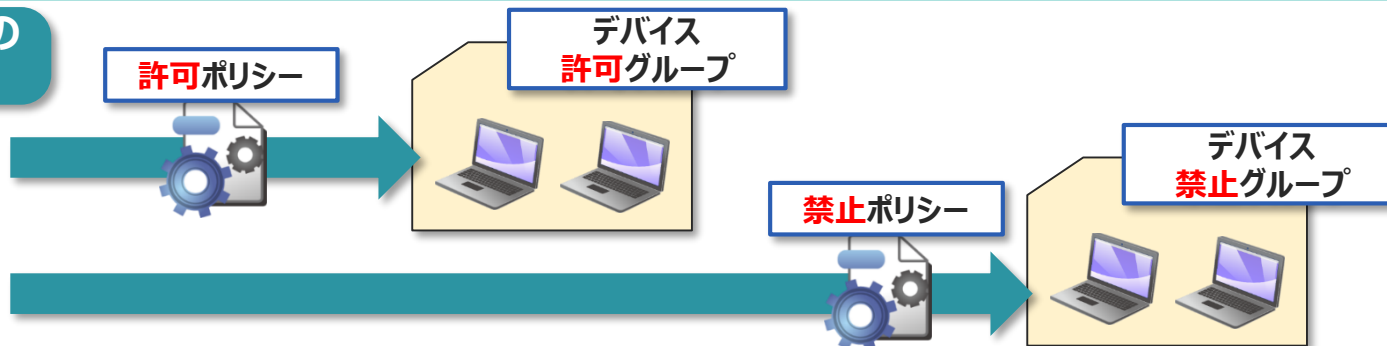 の
デバイス
許可グループ
許可ポリシー
デバイス
禁止グループ
禁止ポリシー